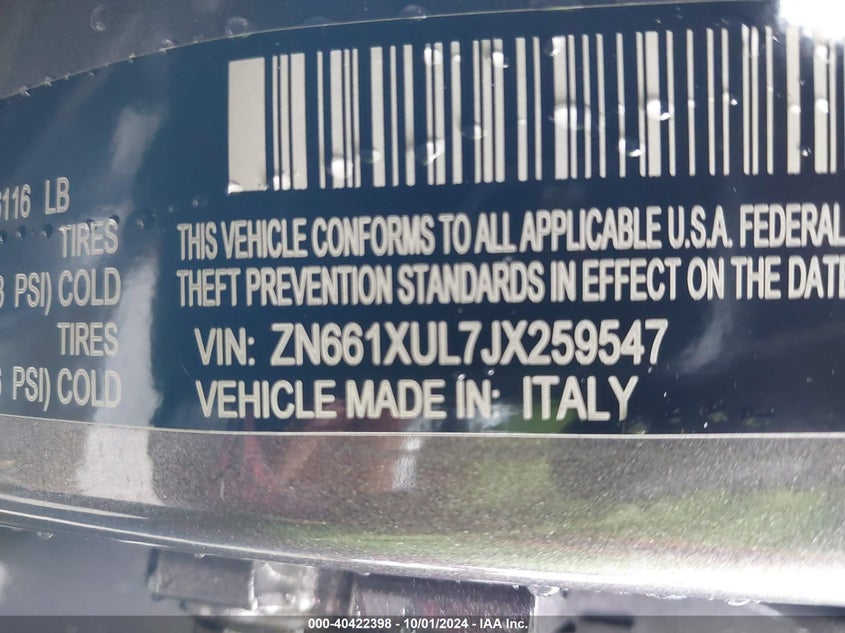 6116 LB
TIRES
PSI) COLD
TIRES
PSI) COLD
THIS VEHICLE CONFORMS TO ALL APPLICABLE U.S.A. FEDERAL
THEFT PREVENTION STANDARDS IN EFFECT ON THE DATE
VIN: ZN661XUL7JX259547
VEHICLE MADE IN: ITALY
000-40422398 - 10/01/2024 - IAA Inc.